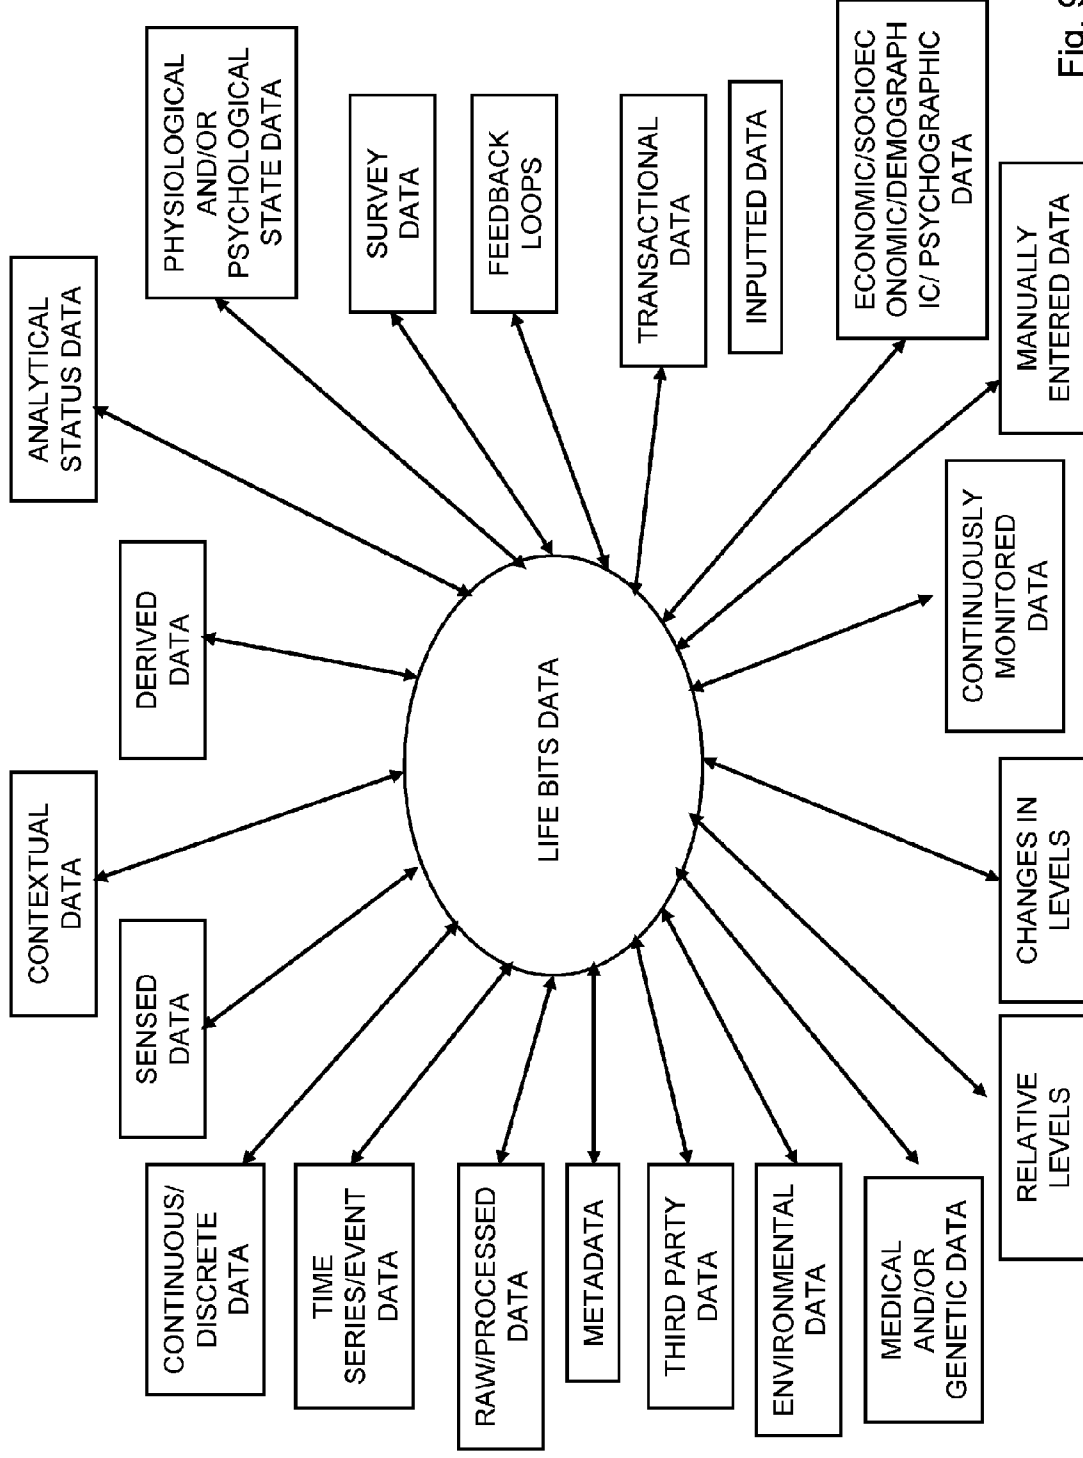 ANALYTICAL
STATUS DATA
PHYSIOLOGICAL
AND/OR
PSYCHOLOGICAL
STATE DATA
SURVEY
DATA
FEEDBACK
LOOPS
TRANSACTIONAL
DATA
INPUTTED DATA
ECONOMIC/SOCIOEC
ONOMIC/DEMOGRAPH
IC/ PSYCHOGRAPHIC
DATA
MANUALLY
ENTERED DATA
CONTINUOUSLY
MONITORED
DATA
CHANGES IN
LEVELS
RELATIVE
LEVELS
MEDICAL
AND/OR
GENETIC DATA
ENVIRONMENTAL
DATA
THIRD PARTY
DATA
METADATA
RAW/PROCESSED
DATA
TIME
SERIES/EVENT
DATA
CONTINUOUS/
DISCRETE
DATA
SENSED
DATA
CONTEXTUAL
DATA
DERIVED
DATA
LIFE BITS DATA
Fig.